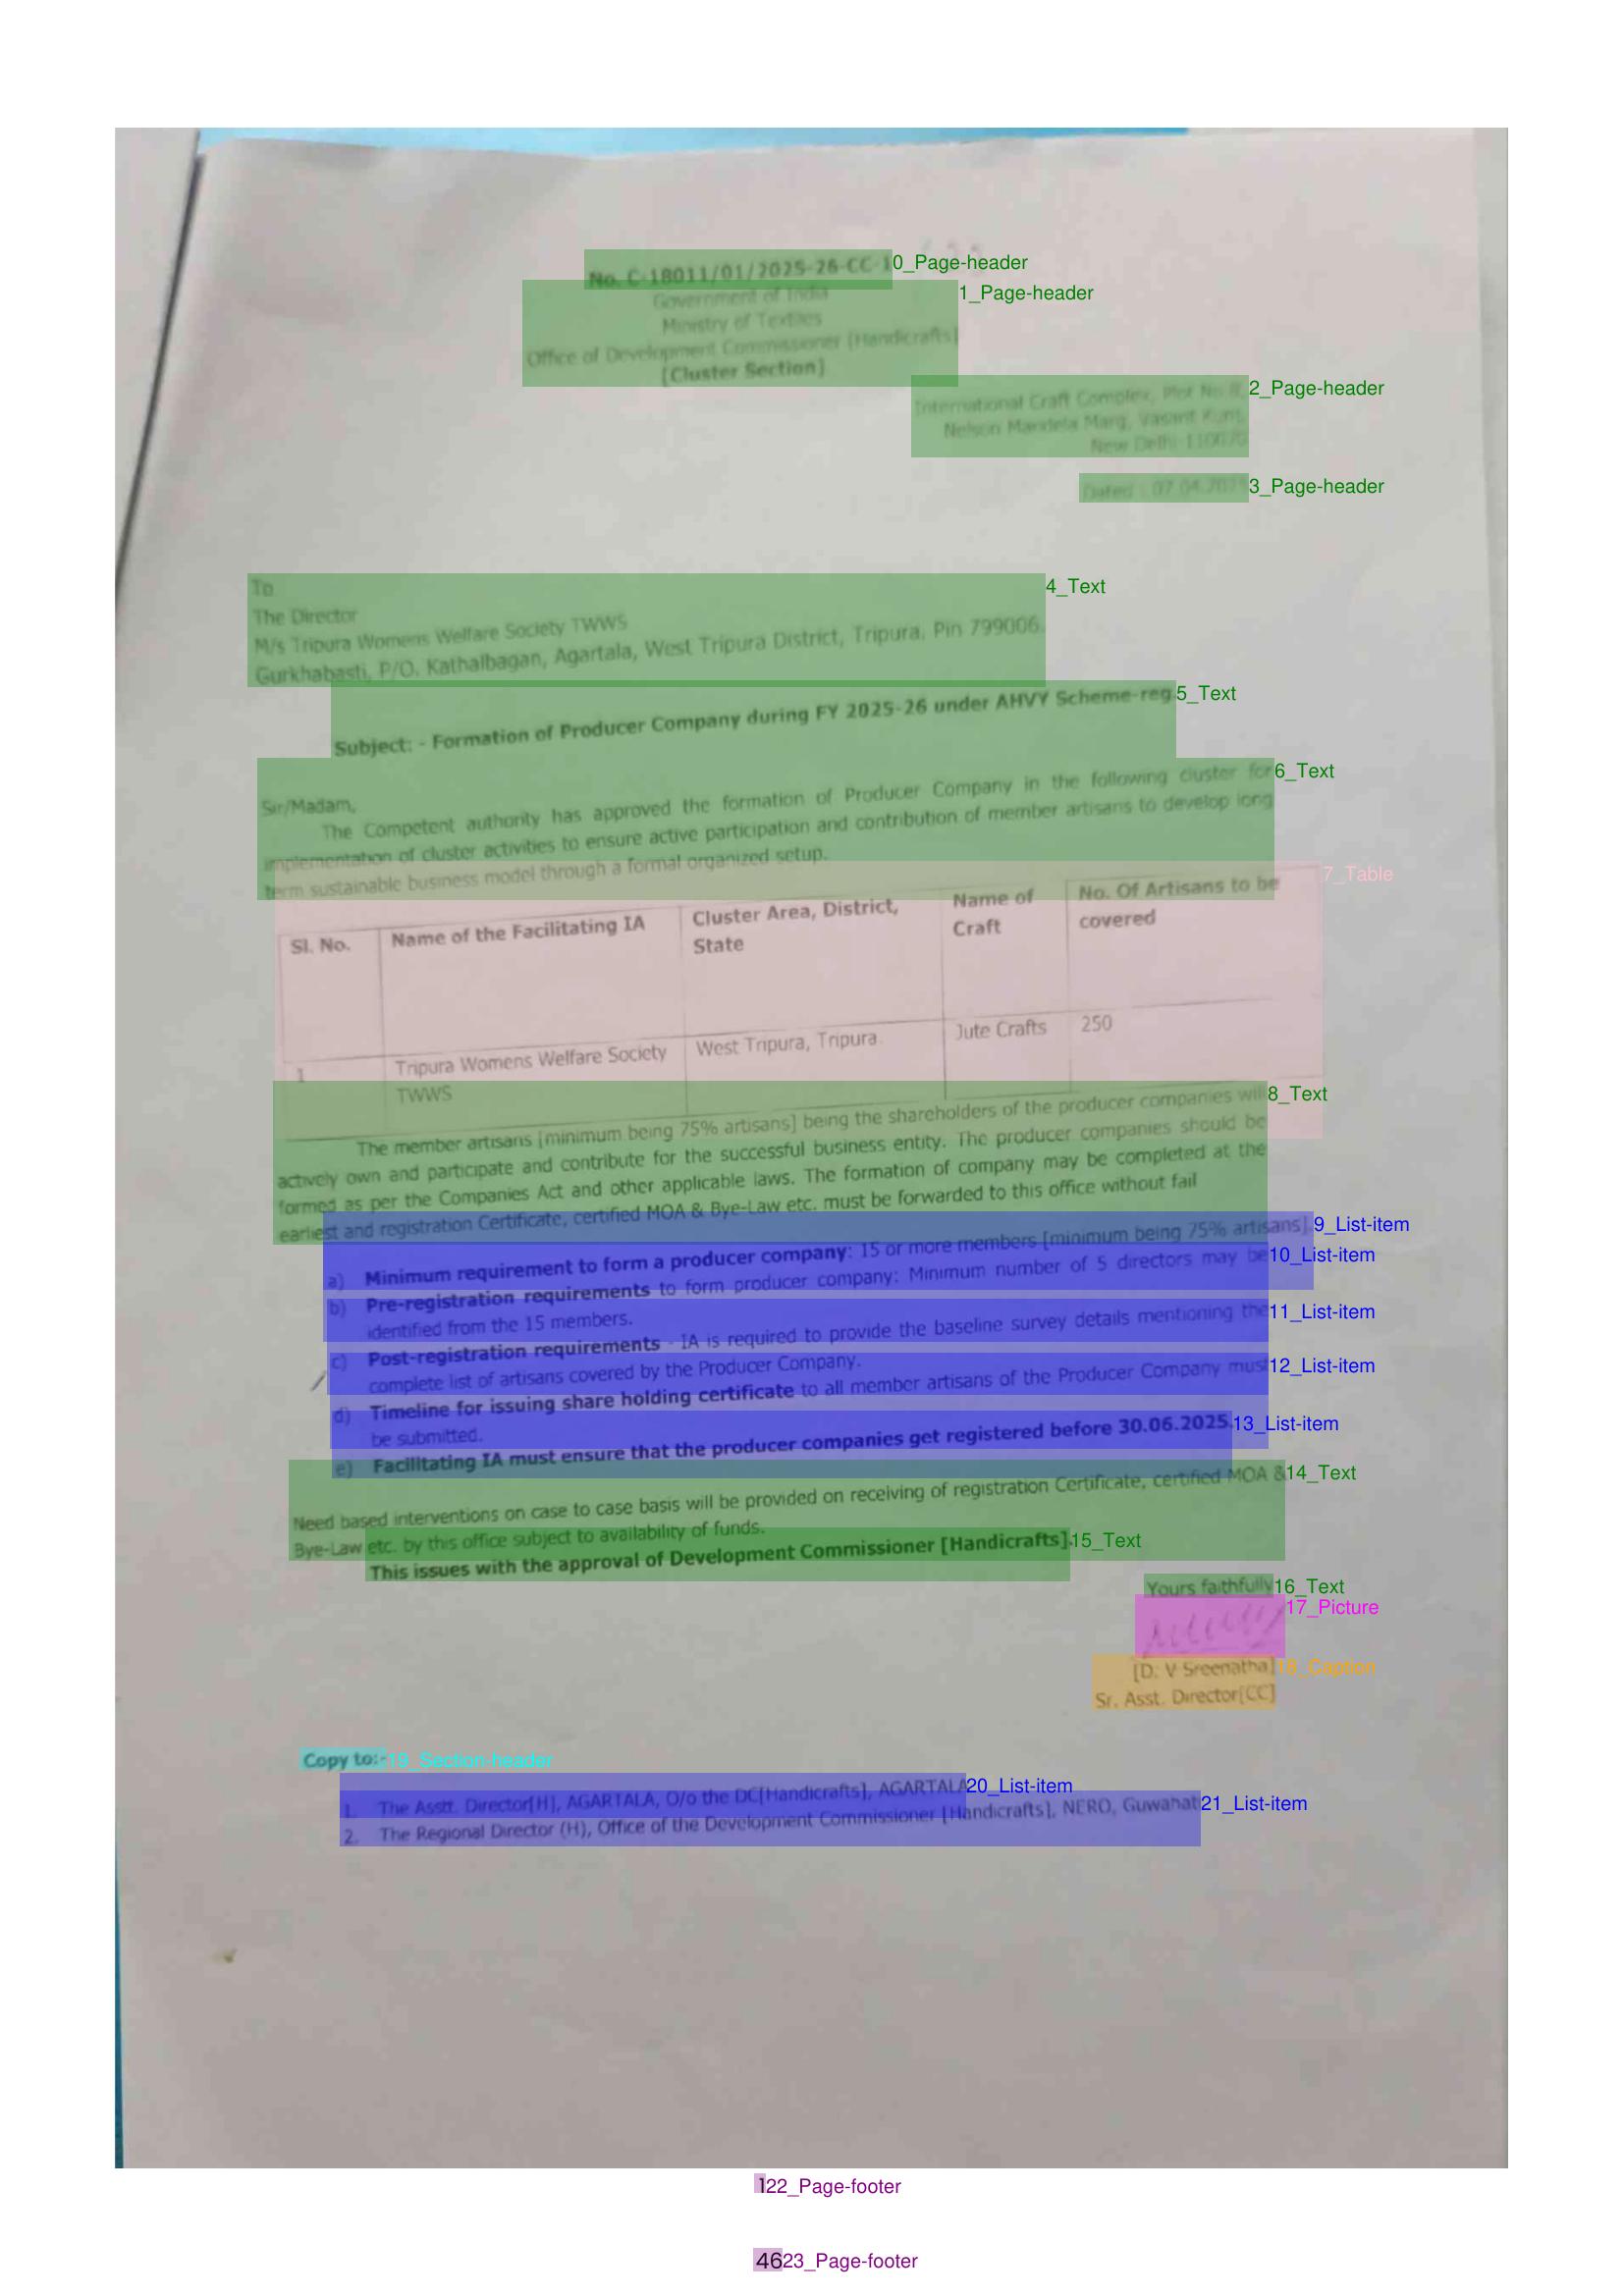 No. C-18011/01/2025-26-CC-1
Government of India
Ministry of Textiles
Office of Development Commissioner [Handicrafts]
[Cluster Section]
International Craft Complex, Plot No.8,
Nelson Mandela Marg, Vasant Kunj,
New Delhi-110070
Dated : 07.04.2025
To
The Director
M/s Tripura Womens Welfare Society TWWS
Gurkhabasti, P/O. Kathalbagan, Agartala, West Tripura District, Tripura. Pin 799006.
Subject: - Formation of Producer Company during FY 2025-26 under AHVY Scheme-reg.
Sir/Madam,
The Competent authority has approved the formation of Producer Company in the following cluster for
implementation of cluster activities to ensure active participation and contribution of member artisans to develop long
term sustainable business model through a formal organized setup.
Sl. No. Name of the Facilitating IA Cluster Area, District, State Name of Craft No. Of Artisans to be covered
1 Tripura Womens Welfare Society TWWS West Tripura, Tripura. Jute Crafts 250
The member artisans [minimum being 75% artisans] being the shareholders of the producer companies will
actively own and participate and contribute for the successful business entity. The producer companies should be
formed as per the Companies Act and other applicable laws. The formation of company may be completed at the
earliest and registration Certificate, certified MOA & Bye-Law etc. must be forwarded to this office without fail
a) Minimum requirement to form a producer company: 15 or more members [minimum being 75% artisans].
b) Pre-registration requirements to form producer company: Minimum number of 5 directors may be
identified from the 15 members.
c) Post-registration requirements - IA is required to provide the baseline survey details mentioning the
complete list of artisans covered by the Producer Company.
d) Timeline for issuing share holding certificate to all member artisans of the Producer Company must
be submitted.
e) Facilitating IA must ensure that the producer companies get registered before 30.06.2025.
Need based interventions on case to case basis will be provided on receiving of registration Certificate, certified MOA &
Bye-Law etc. by this office subject to availability of funds.
This issues with the approval of Development Commissioner [Handicrafts].
Yours faithfully
[D. V Sreenatha]
Sr. Asst. Director[CC]
Copy to:-
1. The Asstt. Director[H], AGARTALA, O/o the DC[Handicrafts], AGARTALA
2. The Regional Director (H), Office of the Development Commissioner [Handicrafts], NERO, Guwahati
1
46
0_Page-header
1_Page-header
2_Page-header
3_Page-header
4_Text
5_Text
6_Text
7_Table
8_Text
9_List-item
10_List-item
11_List-item
12_List-item
13_List-item
14_Text
15_Text
16_Text
17_Picture
18_Caption
19_Section-header
20_List-item
21_List-item
22_Page-footer
23_Page-footer